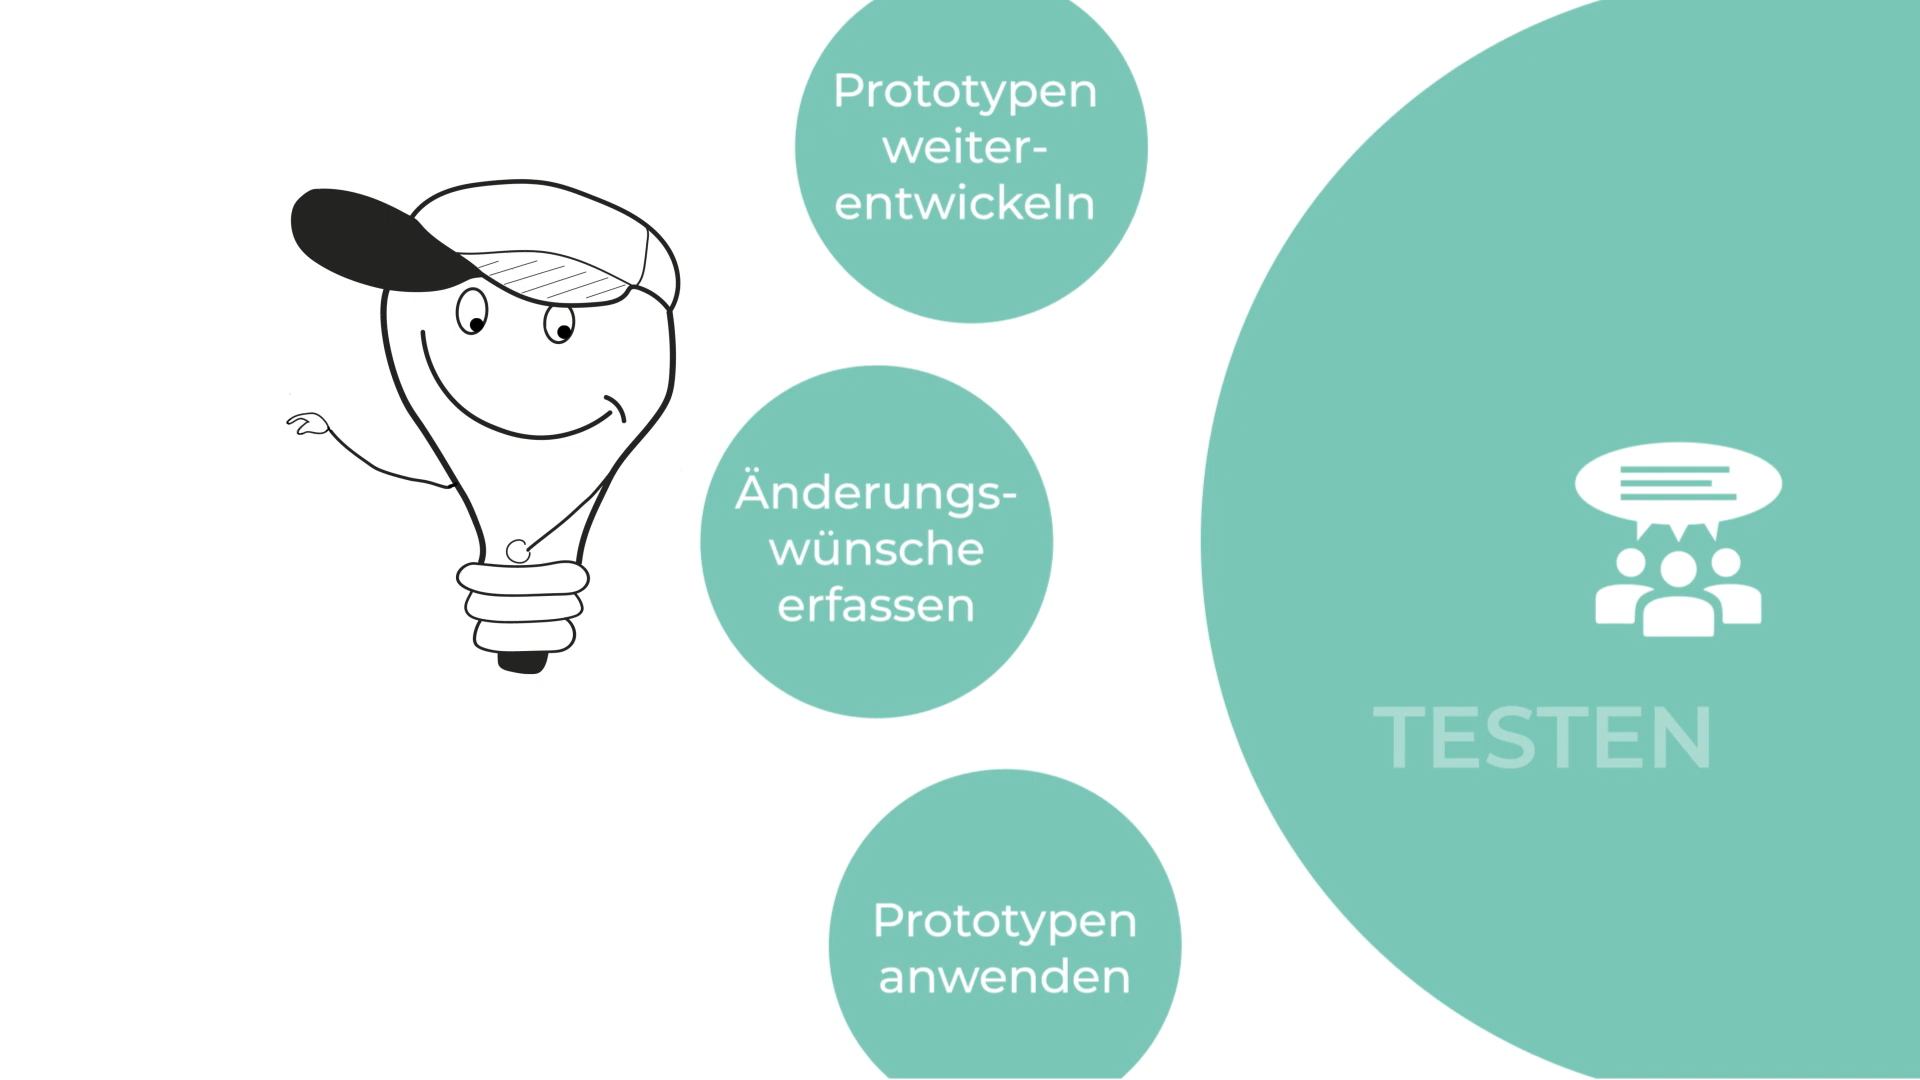 Prototypen
weiter-
entwickeln
Änderungs-
wünsche
erfassen
Prototypen
anwenden
TESTEN